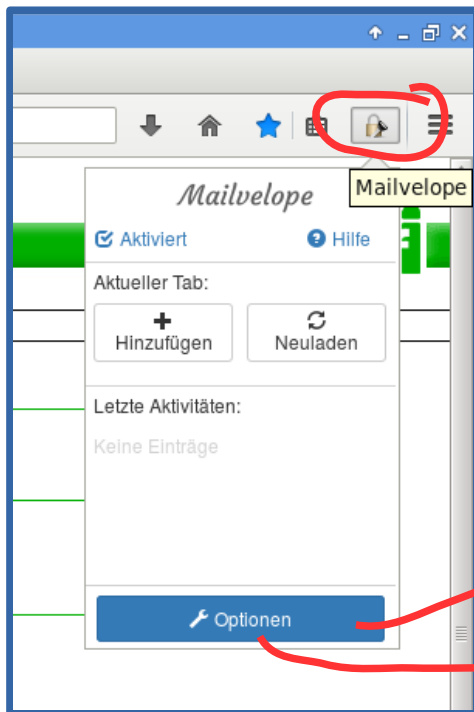 Mailvelope
Mailvelope
Aktiviert Hilfe
Aktueller Tab:
Hinzufügen Neuladen
Letzte Aktivitäten:
Keine Einträge
Optionen